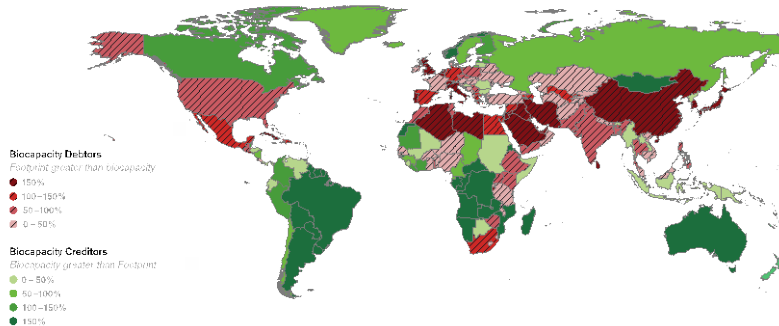 Biocapacity Debtors
Footprint greater than biocapacity
150%
100–150%
50–100%
0–50%
Biocapacity Creditors
Biocapacity greater than Footprint
0–50%
50–100%
100–150%
150%